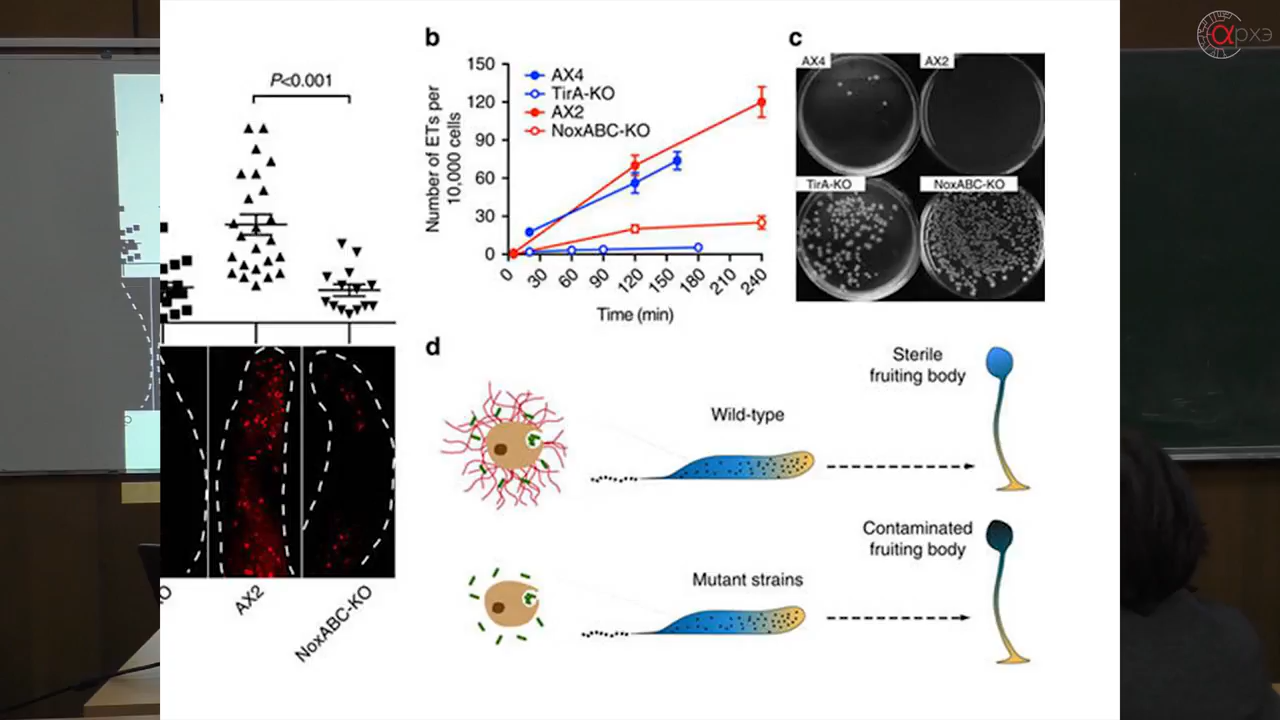 αρхэ
P<0.001
AX2
NoxABC-KO
b
150
120
90
60
30
0
Number of ETs per
10,000 cells
AX4
TirA-KO
AX2
NoxABC-KO
0
30
60
90
120
150
180
210
240
Time (min)
c
AX4
AX2
TirA-KO
NoxABC-KO
d
Wild-type
Sterile
fruiting body
Mutant strains
Contaminated
fruiting body